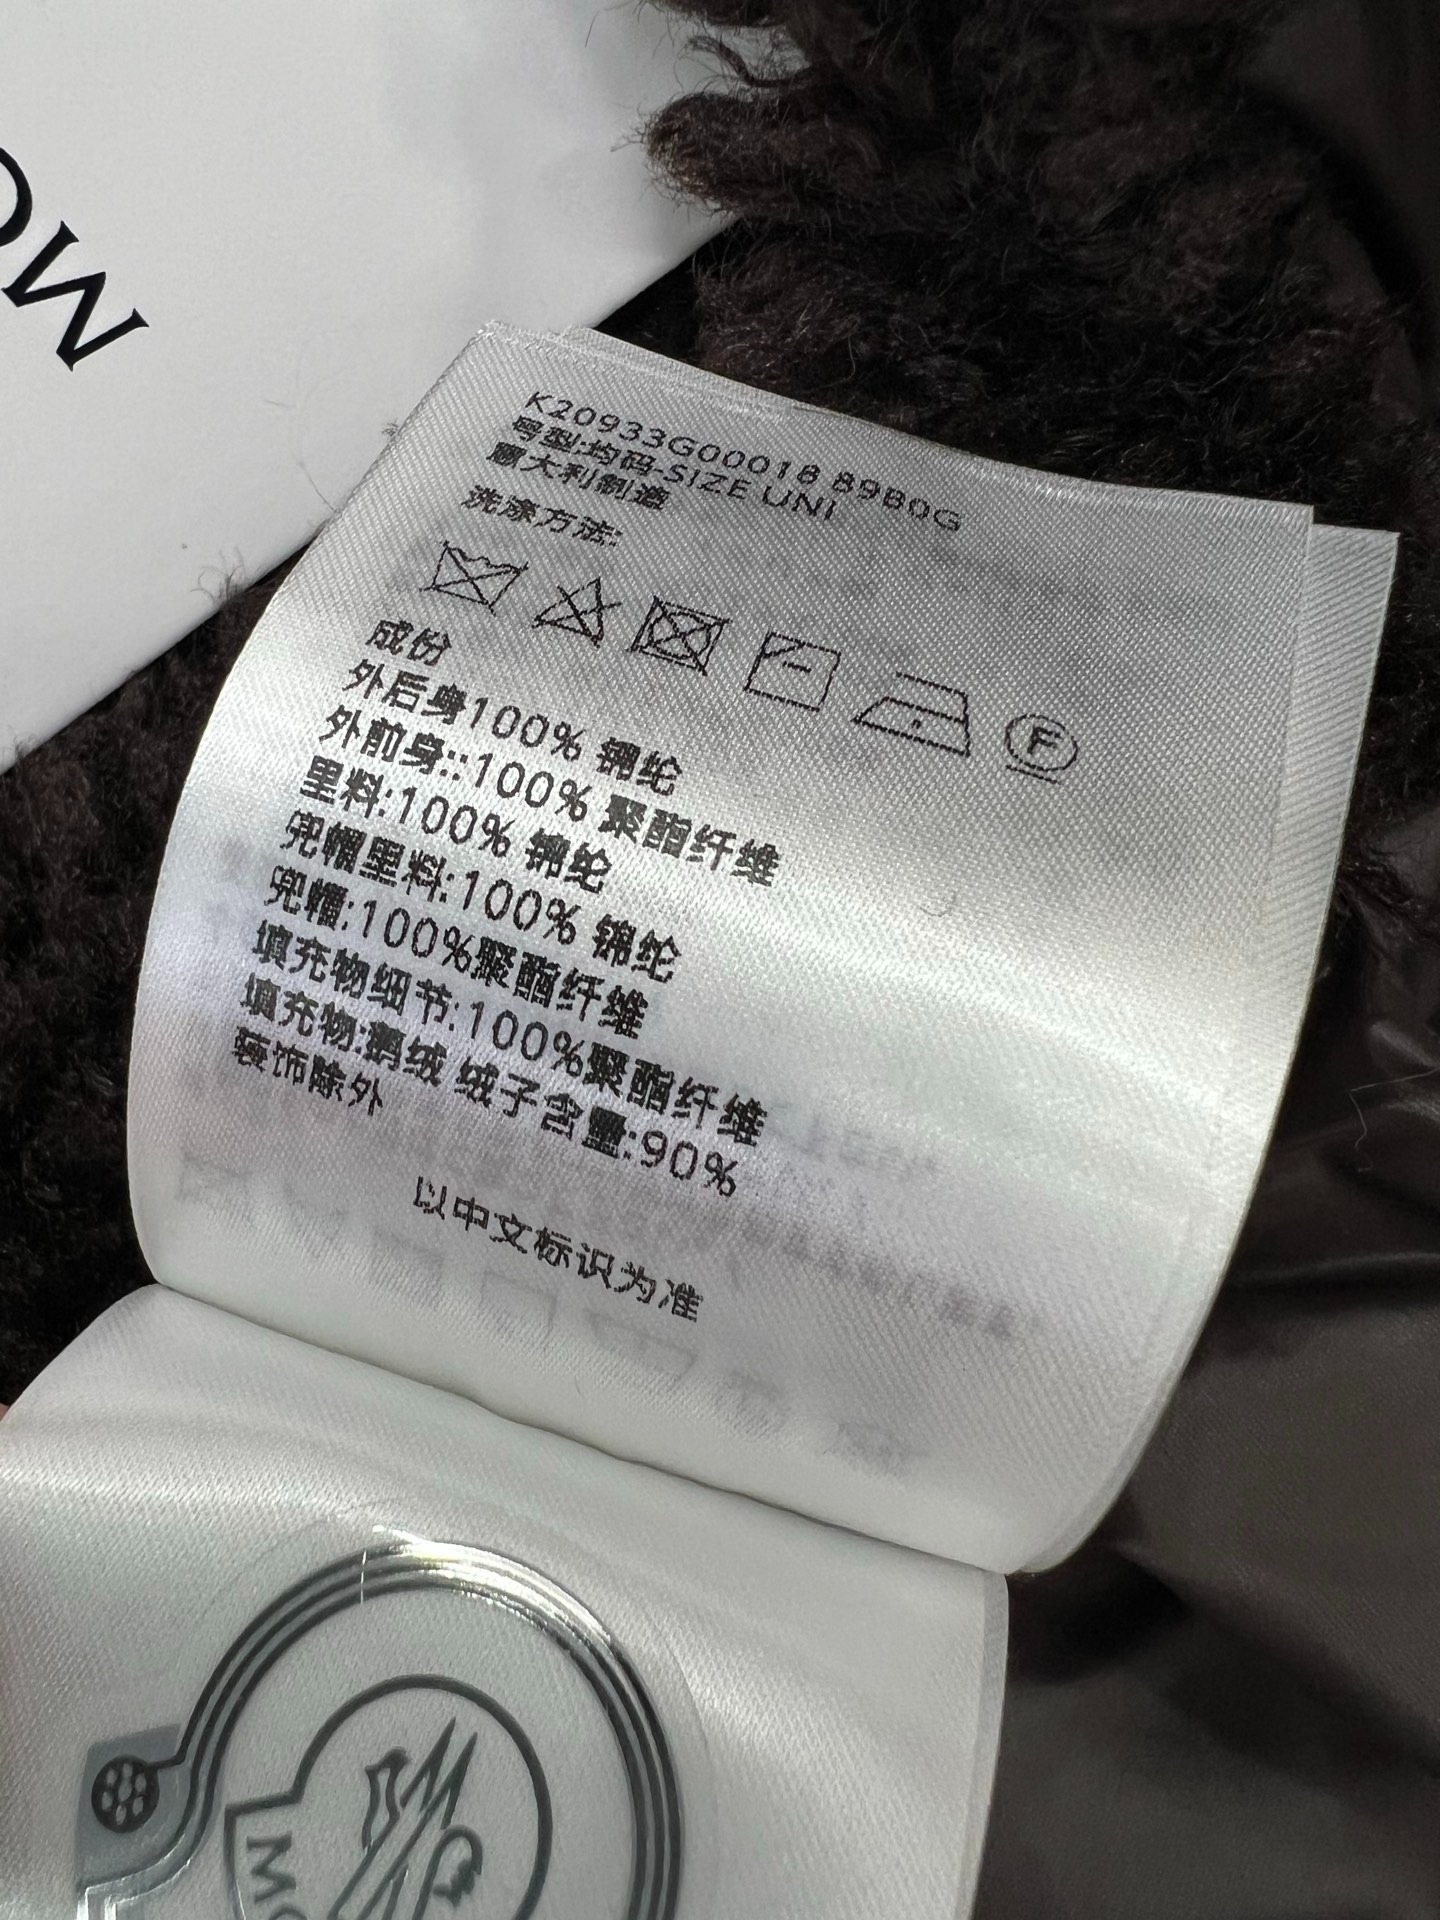 MO
K20933G00018 89B0G
号型:均码-SIZE UNI
意大利制造
洗涤方法:
F
成份
外后身100% 锦纶
外前身::100% 聚酯纤维
里料:100% 锦纶
兜帽里料:100% 锦纶
兜帽:100%聚酯纤维
填充物细节:100%聚酯纤维
填充物:鹅绒 绒子含量:90%
装饰除外
以中文标识为准
MO